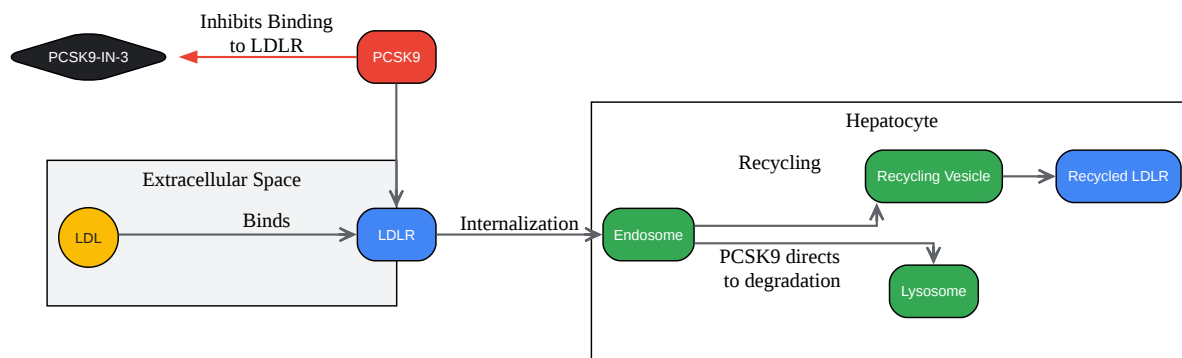 Inhibits Binding
to LDLR
PCSK9-IN-3
PCSK9
Hepatocyte
Extracellular Space
Recycling
Recycling Vesicle
Recycled LDLR
LDL
Binds
LDLR
Internalization
Endosome
PCSK9 directs
to degradation
Lysosome